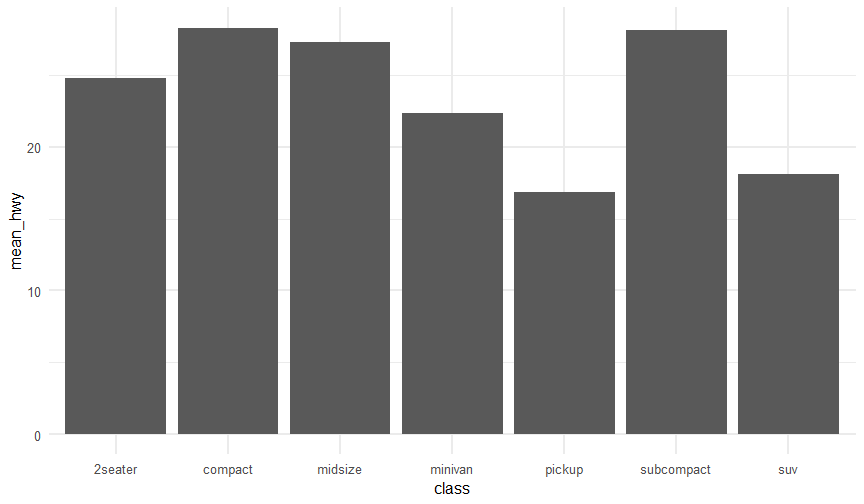 mean_hwy
20
10
0
2seater compact midsize minivan pickup subcompact suv
class